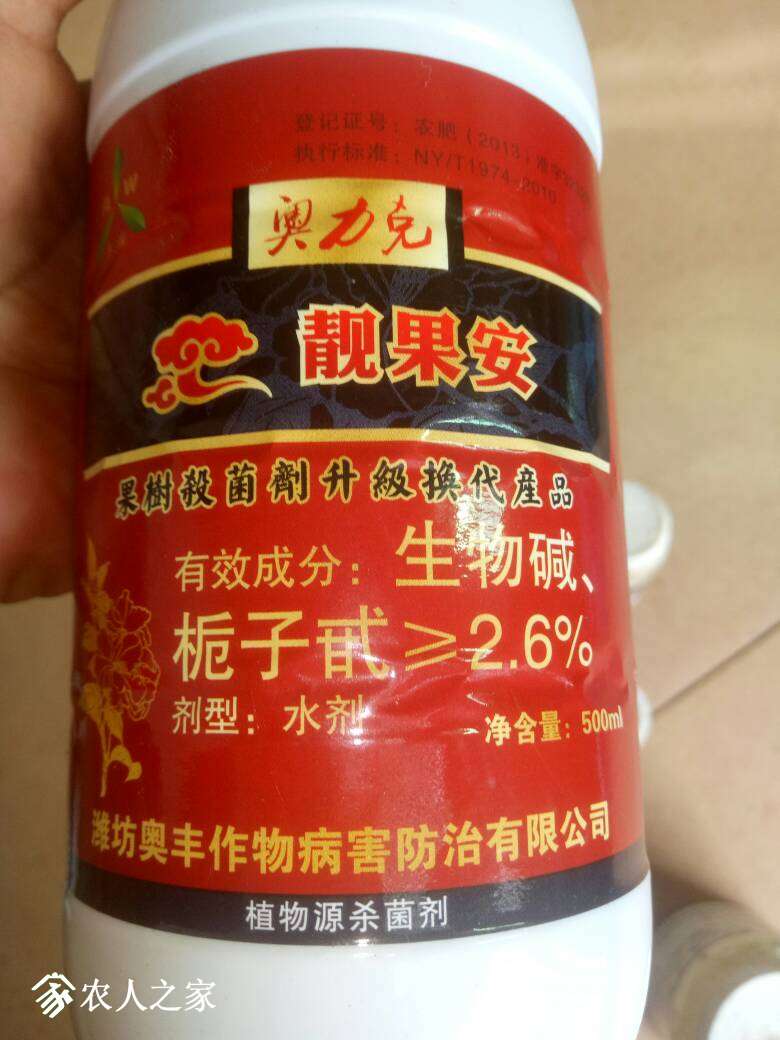 登记证号：农肥（2013）准字
执行标准：NY/T1974-2010
奥力克
靓果安
果樹殺菌劑升級換代産品
有效成分：生物碱、
栀子甙≥2.6%
剂型：水剂
净含量：500ml
潍坊奥丰作物病害防治有限公司
植物源杀菌剂
农人之家